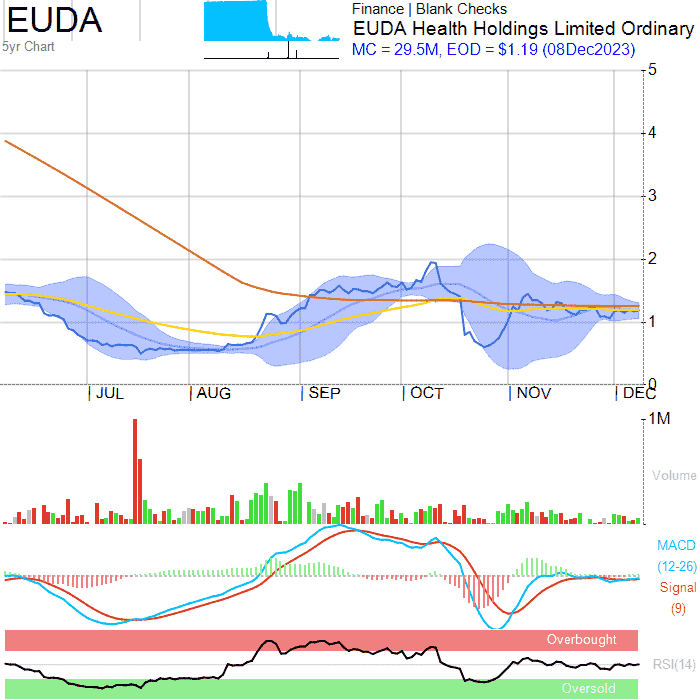 EUDA
5yr Chart
Finance | Blank Checks
EUDA Health Holdings Limited Ordinary
MC = 29.5M, EOD = $1.19 (08Dec2023)
5
4
3
2
1
0
JUL
AUG
SEP
OCT
NOV
DEC
1M
Volume
MACD
(12-26)
Signal
(9)
Overbought
RSI(14)
Oversold